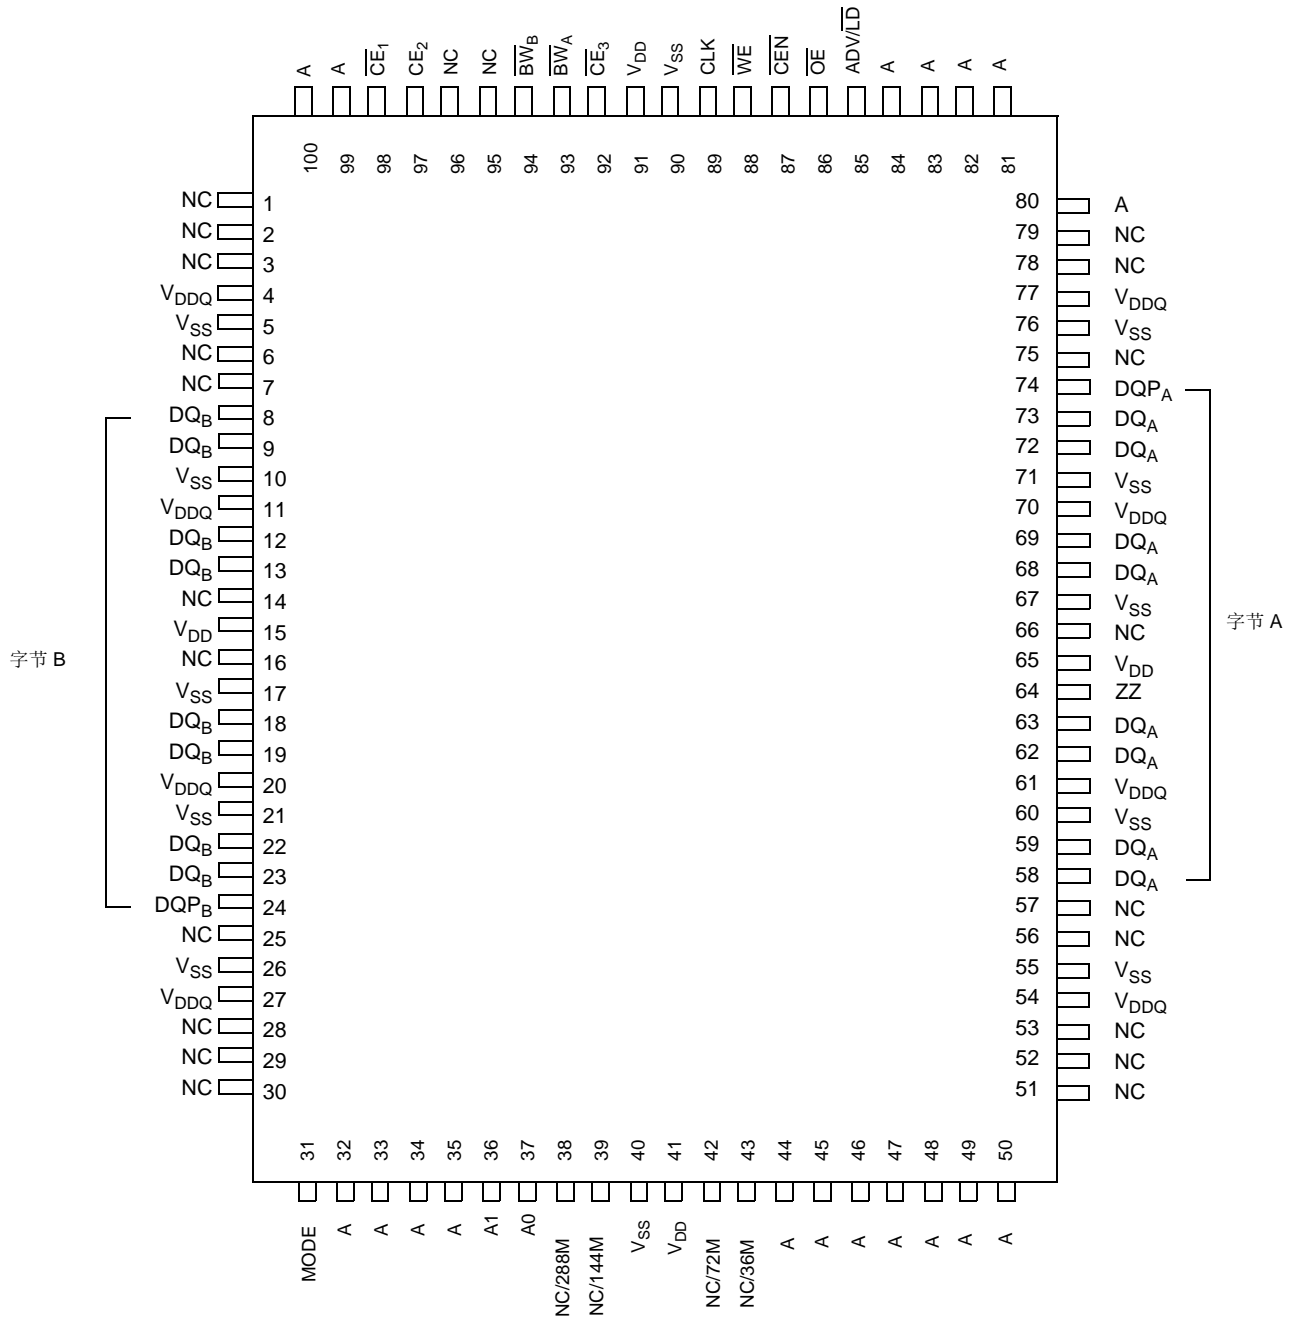 A A CE1 CE2 NC NC BWB BWA CE3 VDD VSS CLK WE CEN OE ADV/LD A A A A
100 99 98 97 96 95 94 93 92 91 90 89 88 87 86 85 84 83 82 81
NC 1 80 A
NC 2 79 NC
NC 3 78 NC
VDDQ 4 77 VDDQ
VSS 5 76 VSS
NC 6 75 NC
NC 7 74 DQPA
DQB 8 73 DQA
DQB 9 72 DQA
VSS 10 71 VSS
VDDQ 11 70 VDDQ
DQB 12 69 DQA
DQB 13 68 DQA
NC 14 67 VSS
字节 A
VDD 15 66 NC
字节 B
NC 16 65 VDD
VSS 17 64 ZZ
DQB 18 63 DQA
DQB 19 62 DQA
VDDQ 20 61 VDDQ
VSS 21 60 VSS
DQB 22 59 DQA
DQB 23 58 DQA
DQPB 24 57 NC
NC 25 56 NC
VSS 26 55 VSS
VDDQ 27 54 VDDQ
NC 28 53 NC
NC 29 52 NC
NC 30 51 NC
31 32 33 34 35 36 37 38 39 40 41 42 43 44 45 46 47 48 49 50
MODE A A A A A1 A0 NC/288M NC/144M VSS VDD NC/72M NC/36M A A A A A A A